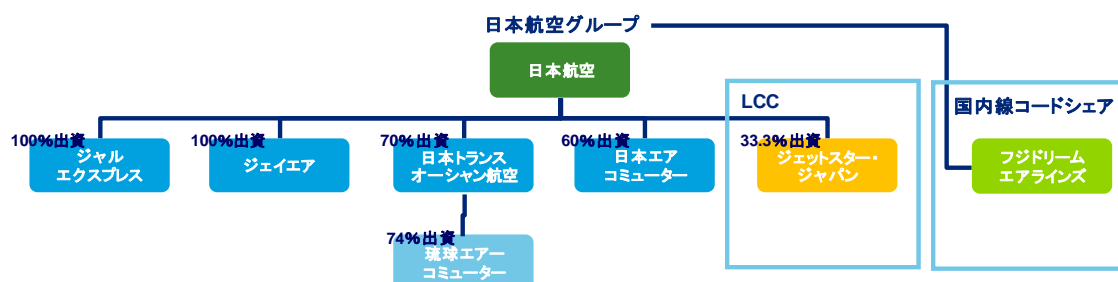 日本航空グループ
日本航空
LCC
国内線コードシェア
100%出資
ジャル
エクスプレス
100%出資
ジェイエア
70%出資
日本トランス
オーシャン航空
60%出資
日本エア
コミューター
33.3%出資
ジェットスター・
ジャパン
フジドリーム
エアラインズ
74%出資
琉球エアー
コミューター